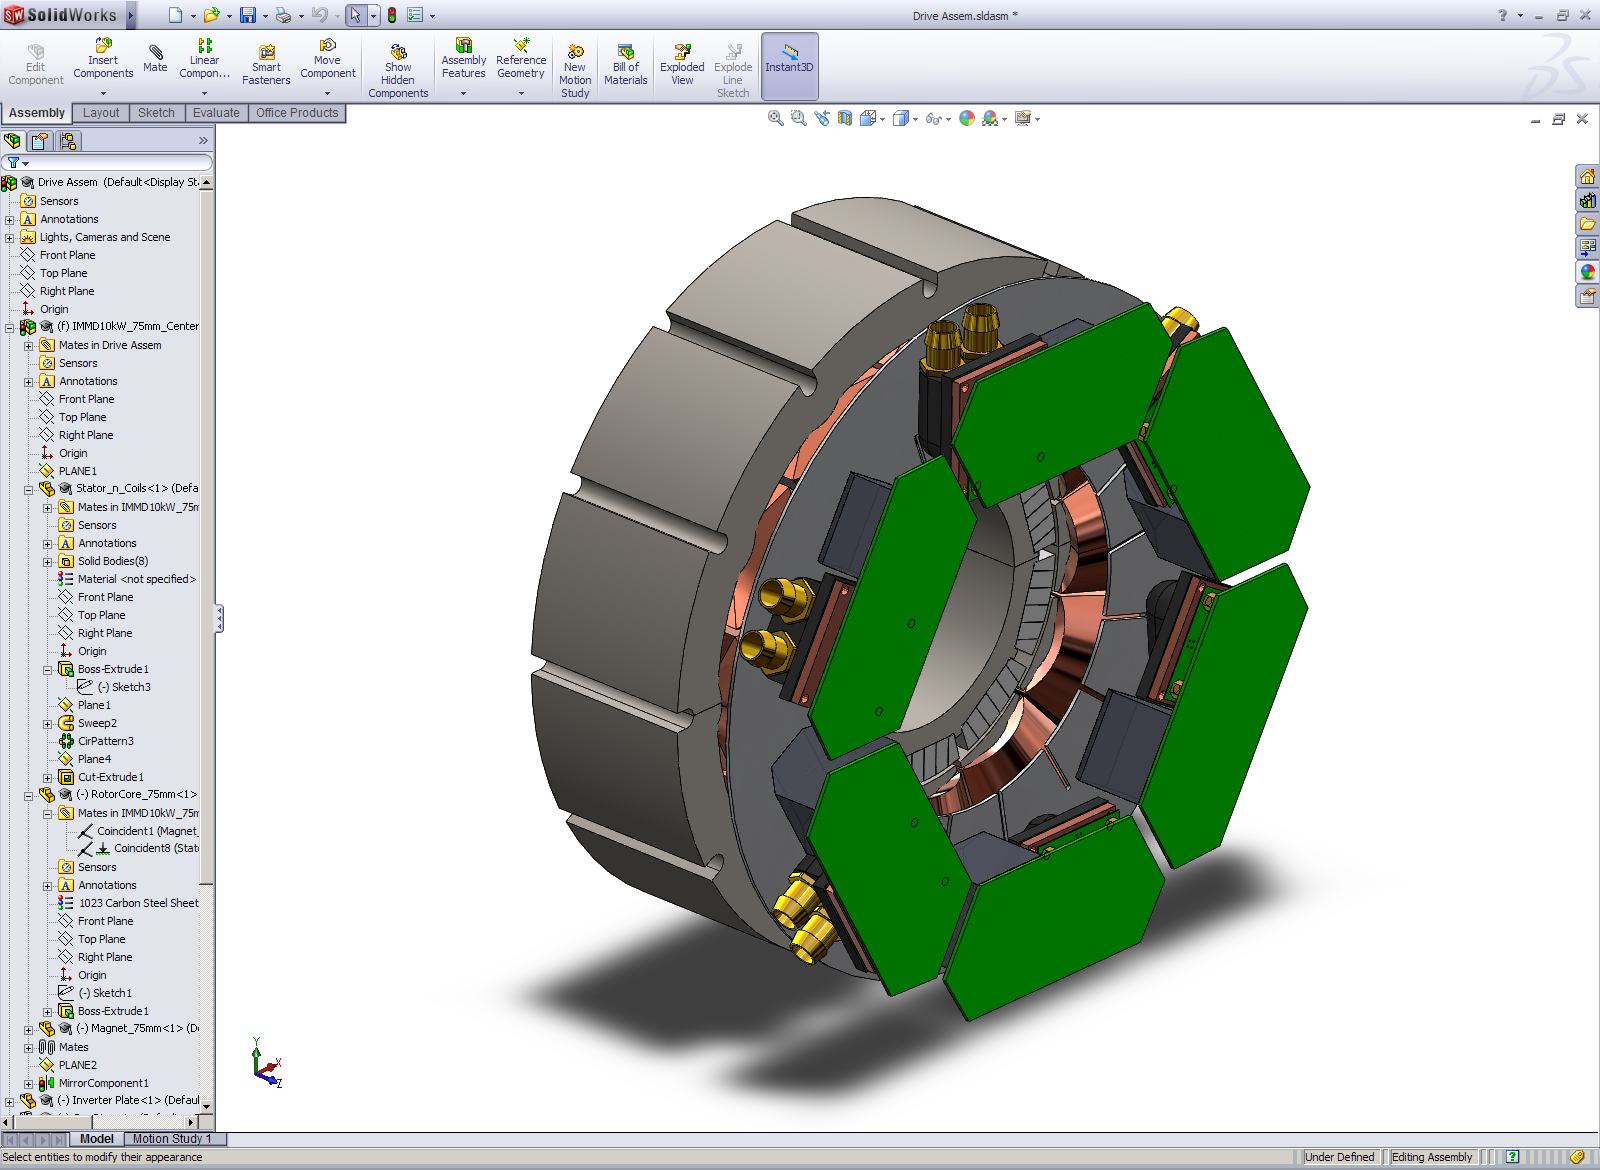 SW SolidWorks
Drive Assem.sldasm *
Edit Component
Insert Components
Mate
Linear Compon...
Smart Fasteners
Move Component
Show Hidden Components
Assembly Features
Reference Geometry
New Motion Study
Bill of Materials
Exploded View
Explode Line Sketch
Instant3D
Assembly Layout Sketch Evaluate Office Products
Drive Assem (Default<Display St
Sensors
Annotations
Lights, Cameras and Scene
Front Plane
Top Plane
Right Plane
Origin
(f) IMMD10kW_75mm_Center
Mates in Drive Assem
Sensors
Annotations
Front Plane
Top Plane
Right Plane
Origin
PLANE1
Stator_n_Coils<1> (Defa
Mates in IMMD10kW_75m
Sensors
Annotations
Solid Bodies(8)
Material <not specified>
Front Plane
Top Plane
Right Plane
Origin
Boss-Extrude1
(-) Sketch3
Plane1
Sweep2
CirPattern3
Plane4
Cut-Extrude1
(-) RotorCore_75mm<1>
Mates in IMMD10kW_75m
Coincident1 (Magnet_
Coincident8 (Stato
Sensors
Annotations
1023 Carbon Steel Sheet
Front Plane
Top Plane
Right Plane
Origin
(-) Sketch1
Boss-Extrude1
(-) Magnet_75mm<1> (D
Mates
PLANE2
MirrorComponent1
(-) Inverter Plate<1> (Defaul
Y
X
Z
Model Motion Study 1
Select entities to modify their appearance
Under Defined Editing Assembly